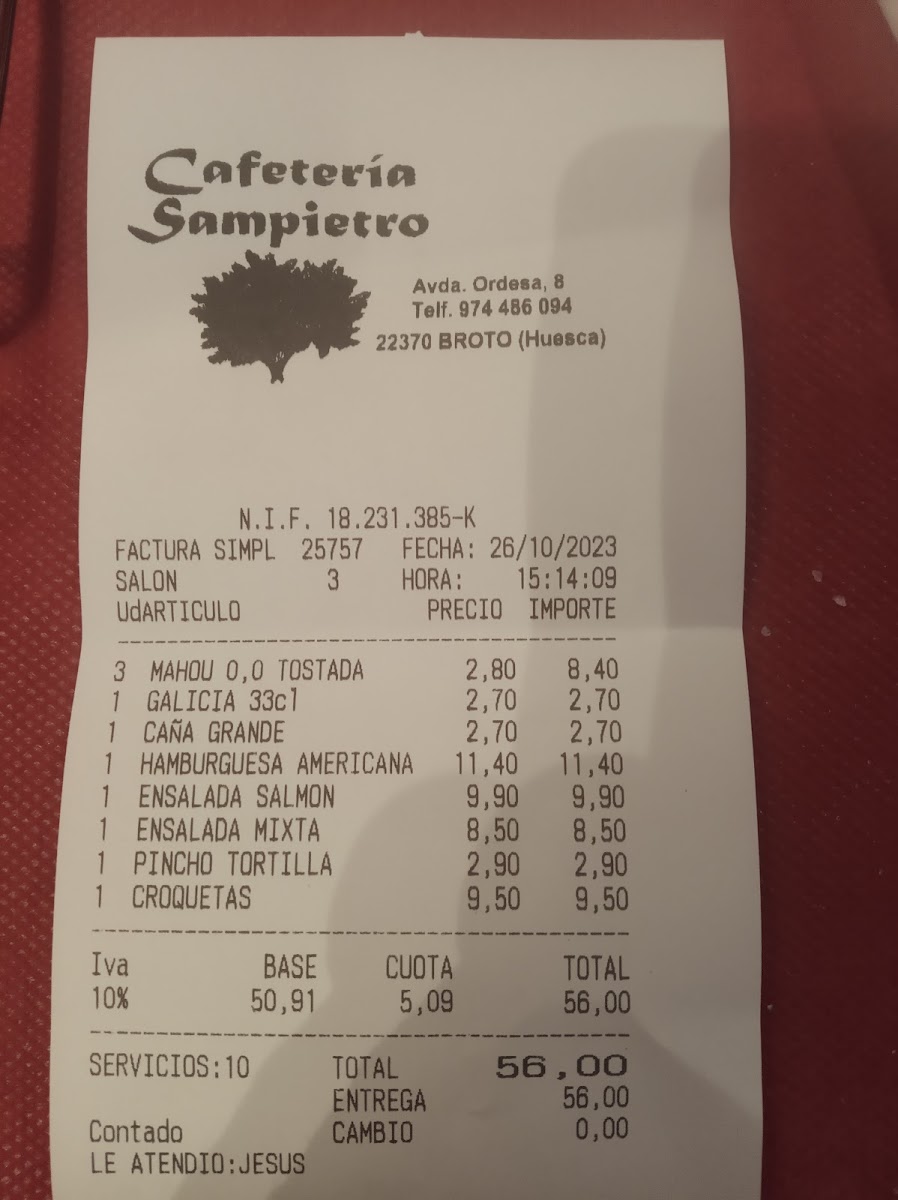 Cafetería
Sampietro
Avda. Ordesa, 8
Telf. 974 486 094
22370 BROTO (Huesca)
N.I.F. 18.231.385-K
FACTURA SIMPL 25757 FECHA: 26/10/2023
SALON 3 HORA: 15:14:09
UdARTICULO PRECIO IMPORTE
3 MAHOU 0,0 TOSTADA 2,80 8,40
1 GALICIA 33cl 2,70 2,70
1 CAÑA GRANDE 2,70 2,70
1 HAMBURGUESA AMERICANA 11,40 11,40
1 ENSALADA SALMON 9,90 9,90
1 ENSALADA MIXTA 8,50 8,50
1 PINCHO TORTILLA 2,90 2,90
1 CROQUETAS 9,50 9,50
Iva BASE CUOTA TOTAL
10% 50,91 5,09 56,00
SERVICIOS:10 TOTAL 56,00
ENTREGA 56,00
Contado CAMBIO 0,00
LE ATENDIO:JESUS